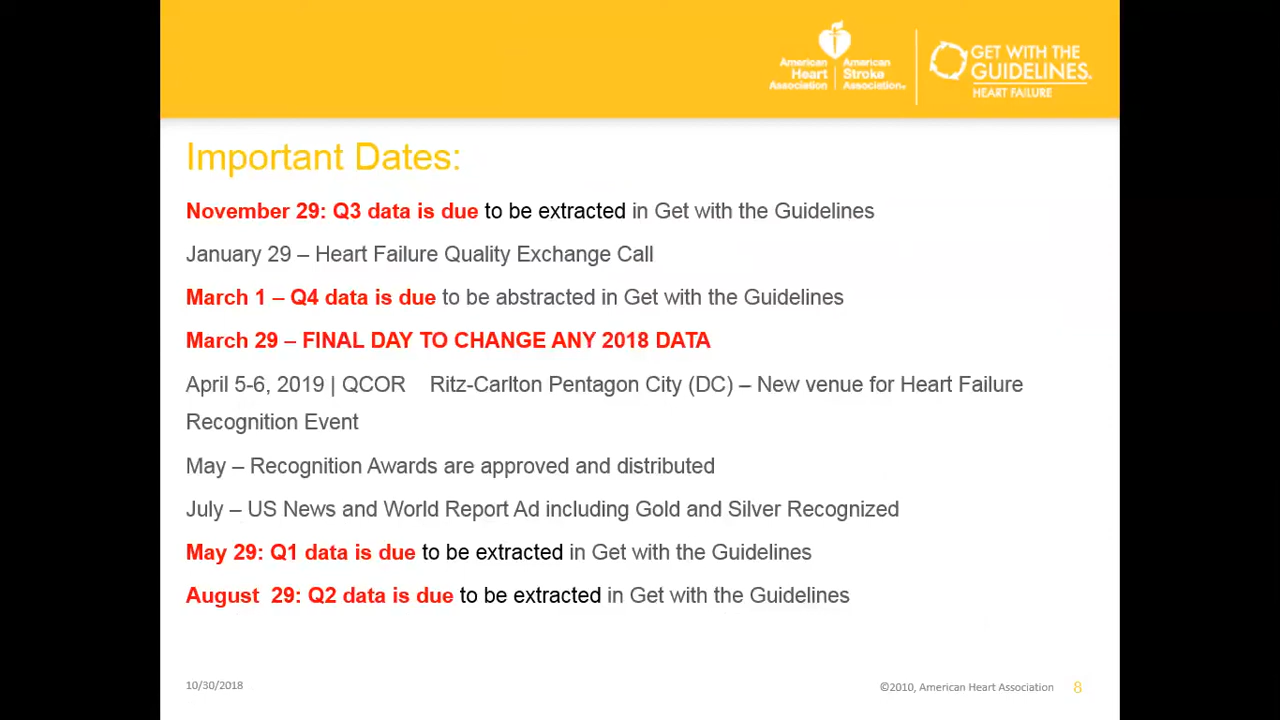 American Heart Association
American Stroke Association.
GET WITH THE GUIDELINES.
HEART FAILURE
Important Dates:
November 29: Q3 data is due to be extracted in Get with the Guidelines
January 29 – Heart Failure Quality Exchange Call
March 1 – Q4 data is due to be abstracted in Get with the Guidelines
March 29 – FINAL DAY TO CHANGE ANY 2018 DATA
April 5-6, 2019 | QCOR Ritz-Carlton Pentagon City (DC) – New venue for Heart Failure
Recognition Event
May – Recognition Awards are approved and distributed
July – US News and World Report Ad including Gold and Silver Recognized
May 29: Q1 data is due to be extracted in Get with the Guidelines
August 29: Q2 data is due to be extracted in Get with the Guidelines
10/30/2018
©2010, American Heart Association
8